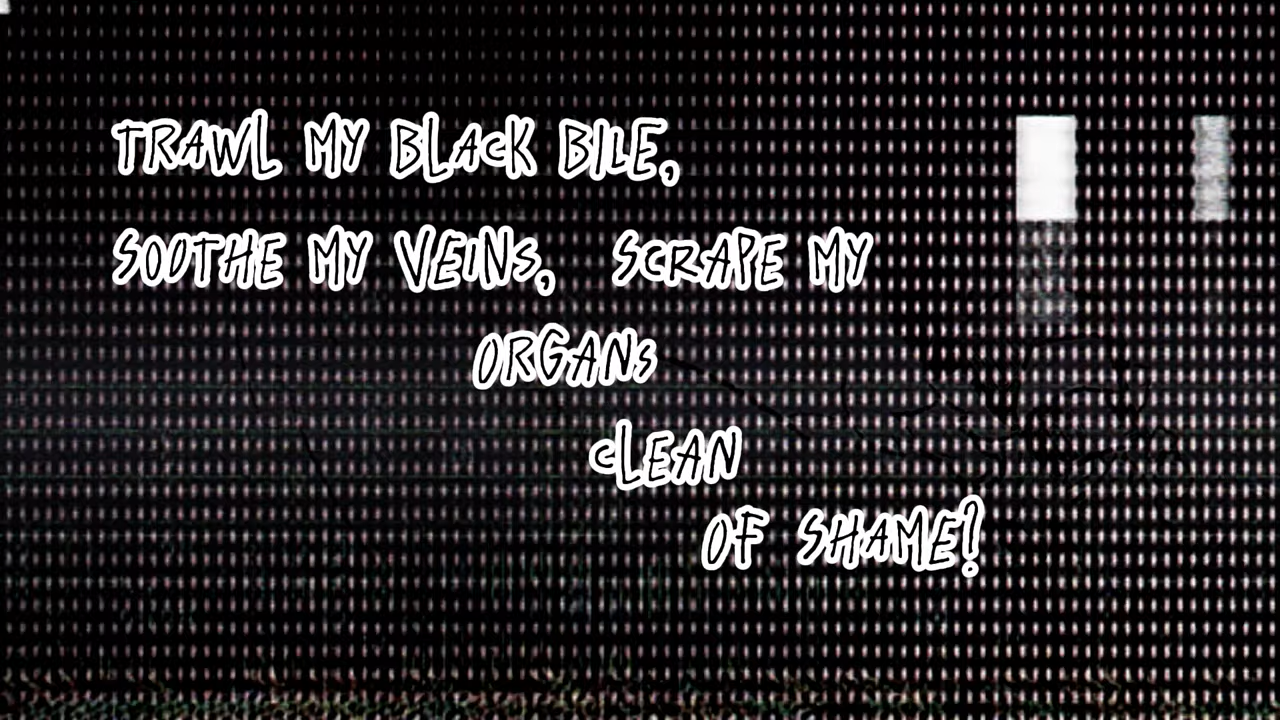 TRAWL MY BLACK BILE,
SOOTHE MY VEINS, SCRAPE MY
ORGANS
CLEAN
OF SHAME!